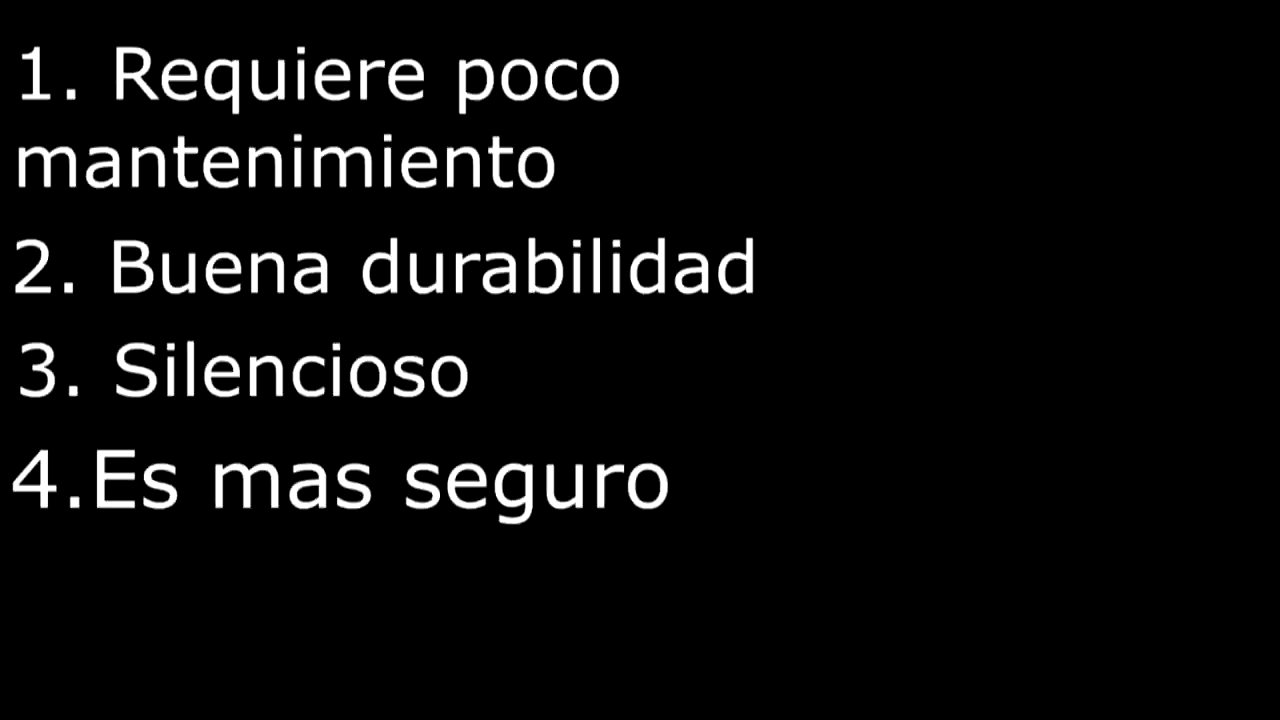 1. Requiere poco
mantenimiento
2. Buena durabilidad
3. Silencioso
4.Es mas seguro